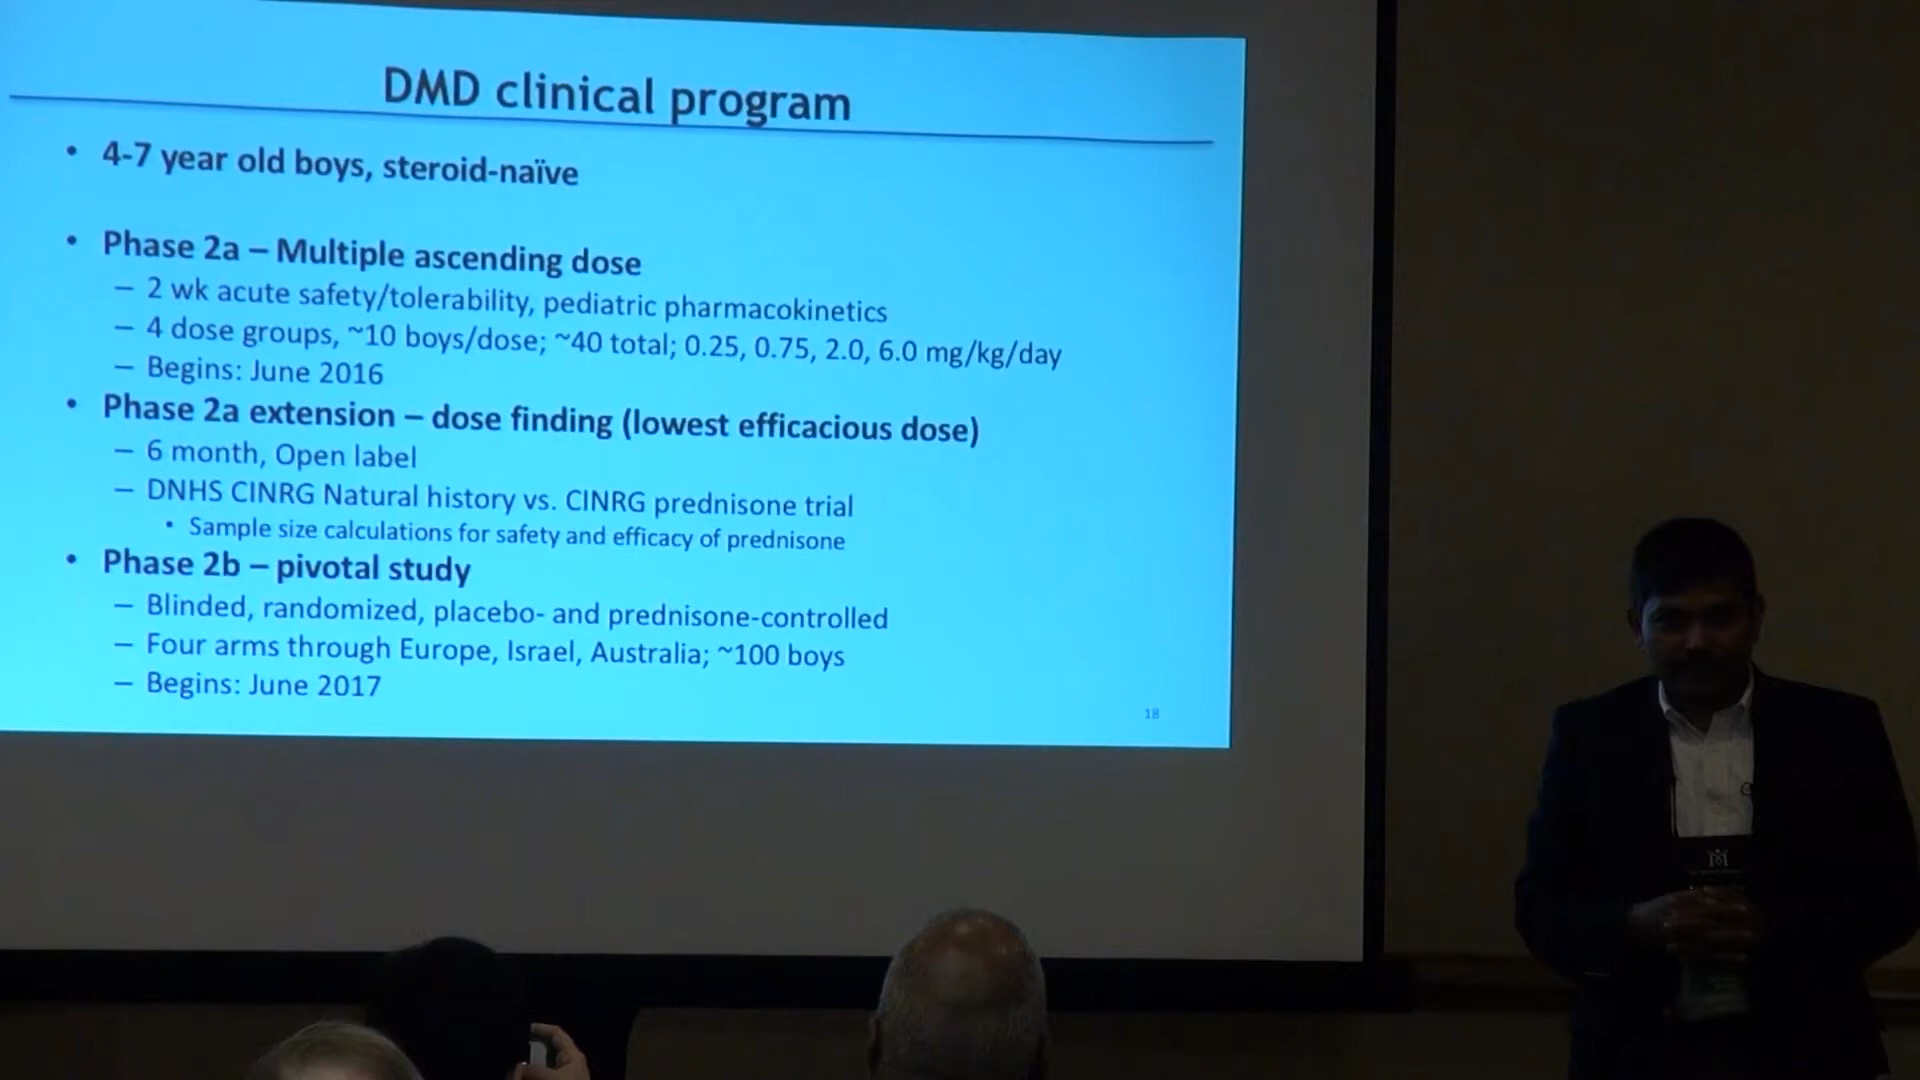 DMD clinical program
• 4-7 year old boys, steroid-naïve
• Phase 2a – Multiple ascending dose
– 2 wk acute safety/tolerability, pediatric pharmacokinetics
– 4 dose groups, ~10 boys/dose; ~40 total; 0.25, 0.75, 2.0, 6.0 mg/kg/day
– Begins: June 2016
• Phase 2a extension – dose finding (lowest efficacious dose)
– 6 month, Open label
– DNHS CINRG Natural history vs. CINRG prednisone trial
• Sample size calculations for safety and efficacy of prednisone
• Phase 2b – pivotal study
– Blinded, randomized, placebo- and prednisone-controlled
– Four arms through Europe, Israel, Australia; ~100 boys
– Begins: June 2017
18